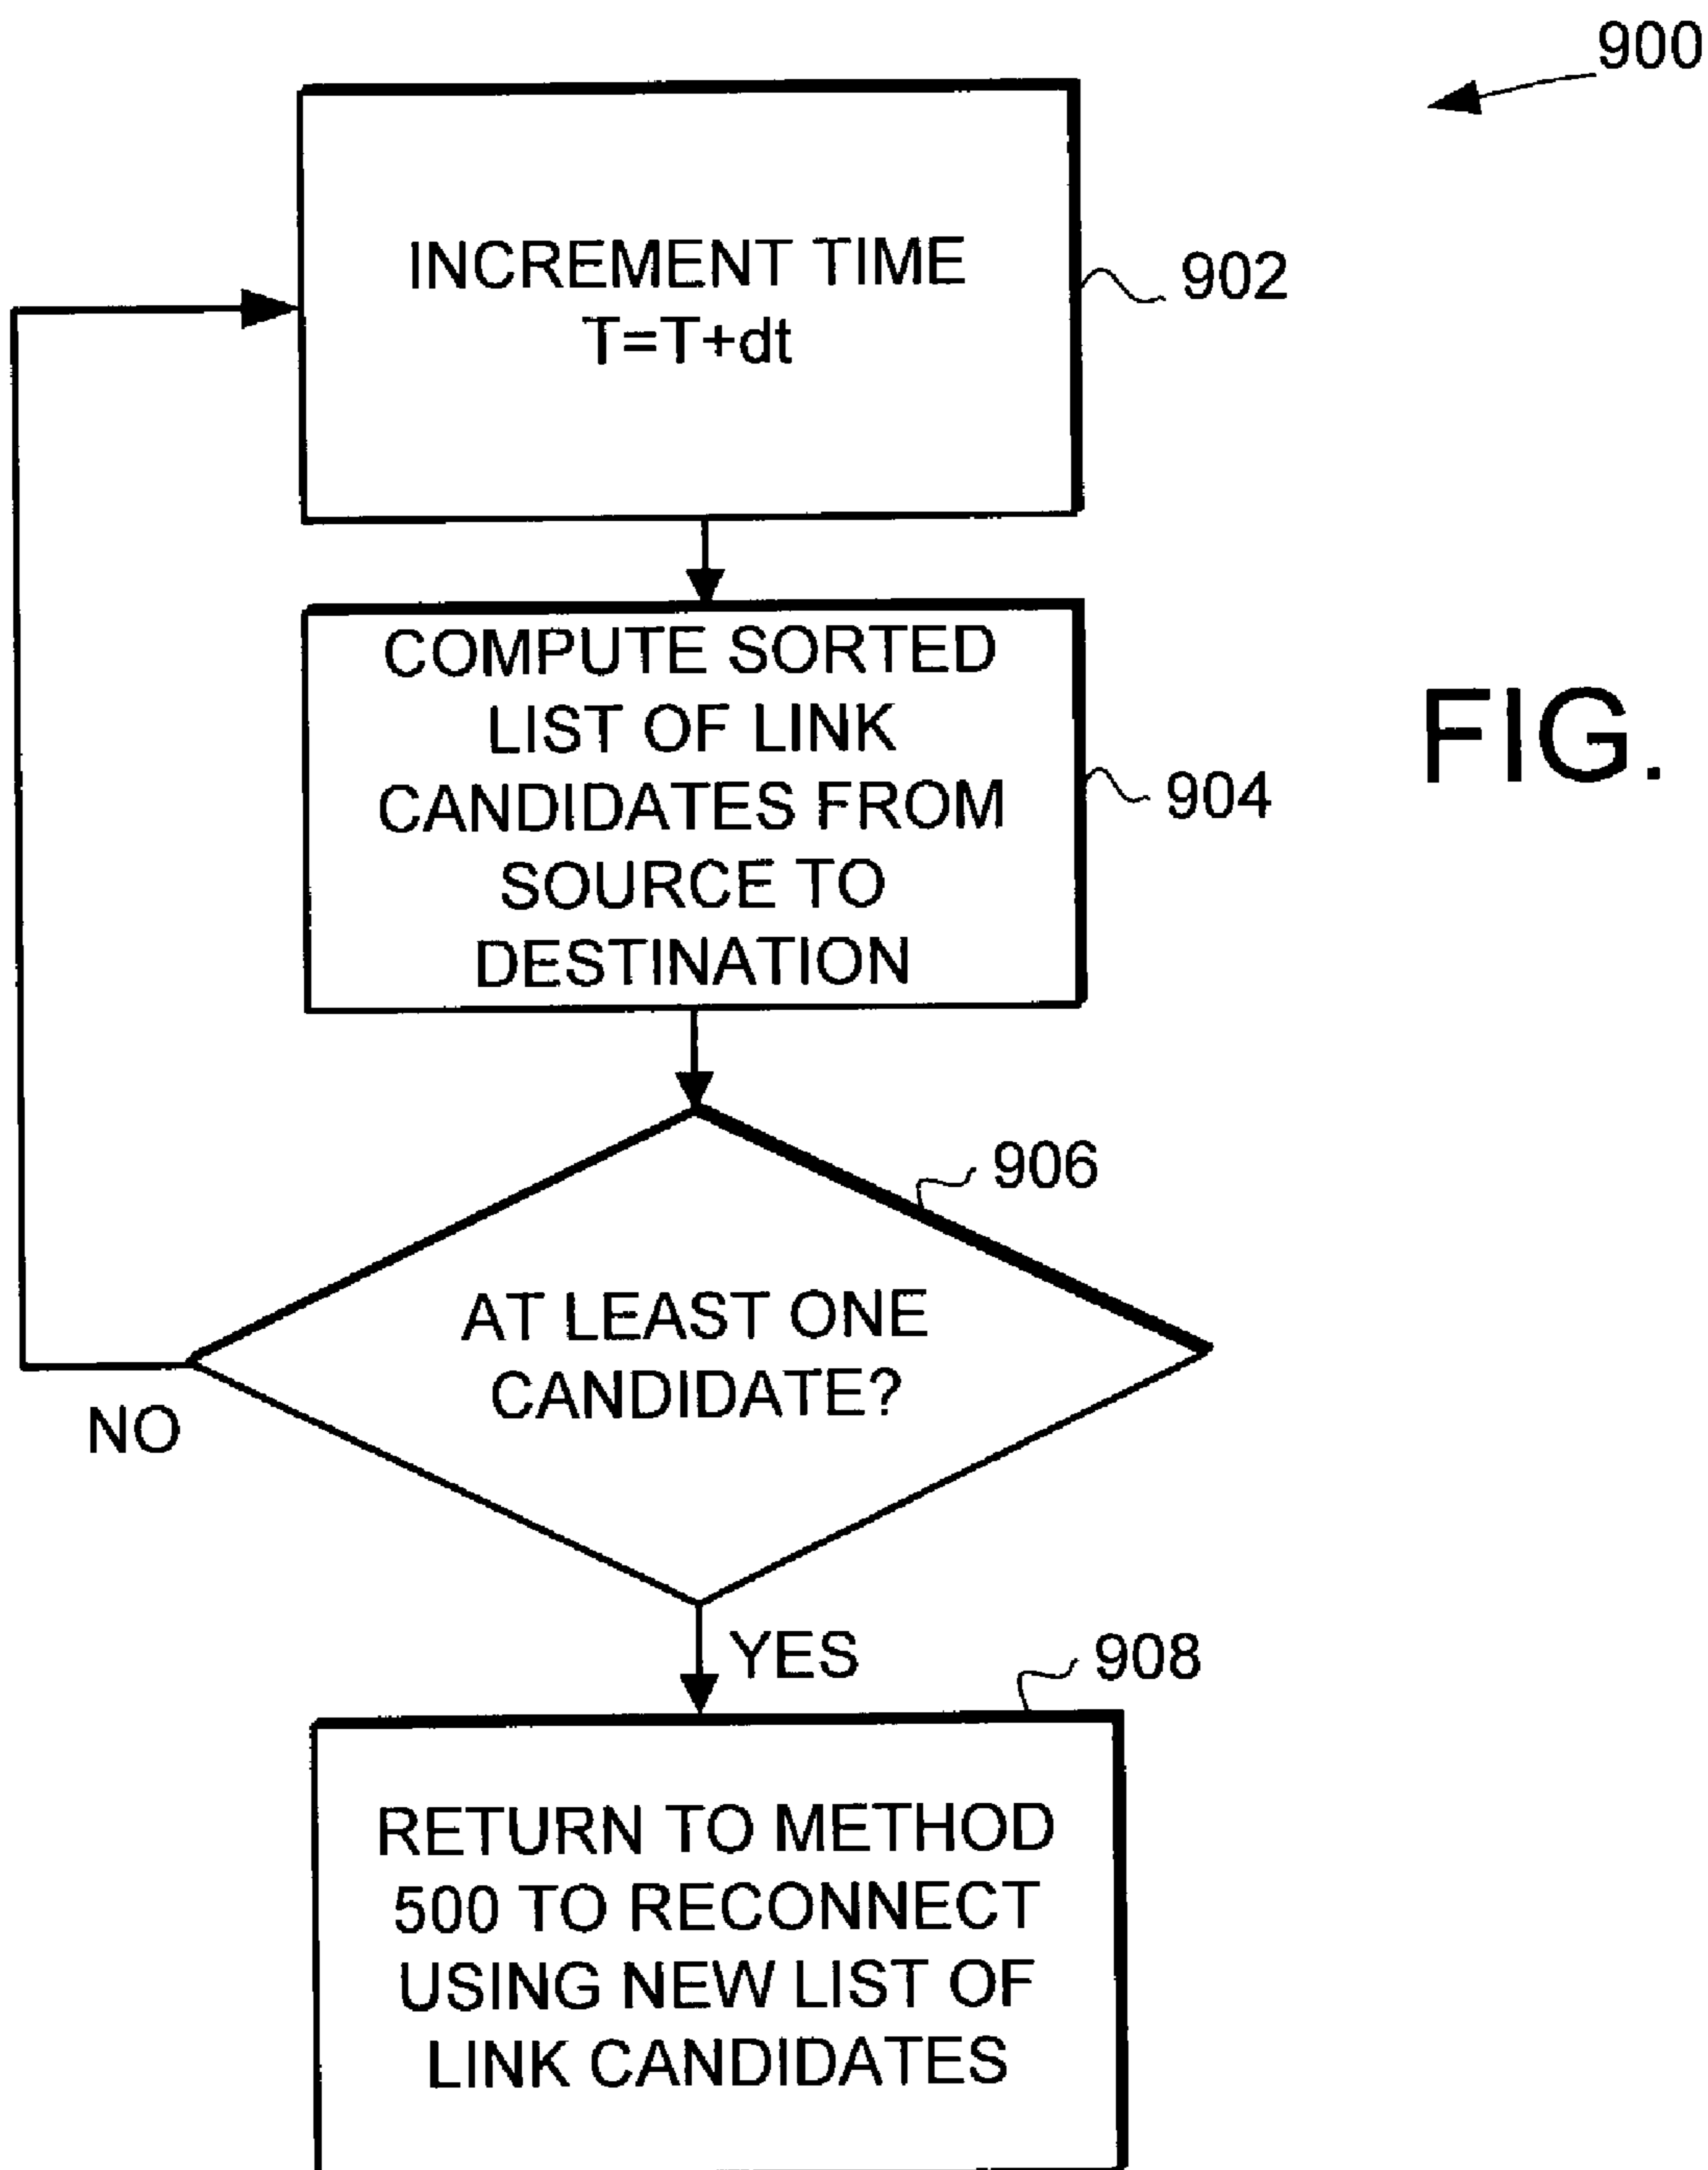 900
INCREMENT TIME
T=T+dt
902
COMPUTE SORTED
LIST OF LINK
CANDIDATES FROM
SOURCE TO
DESTINATION
904
FIG.
906
AT LEAST ONE
CANDIDATE?
NO
YES
908
RETURN TO METHOD
500 TO RECONNECT
USING NEW LIST OF
LINK CANDIDATES